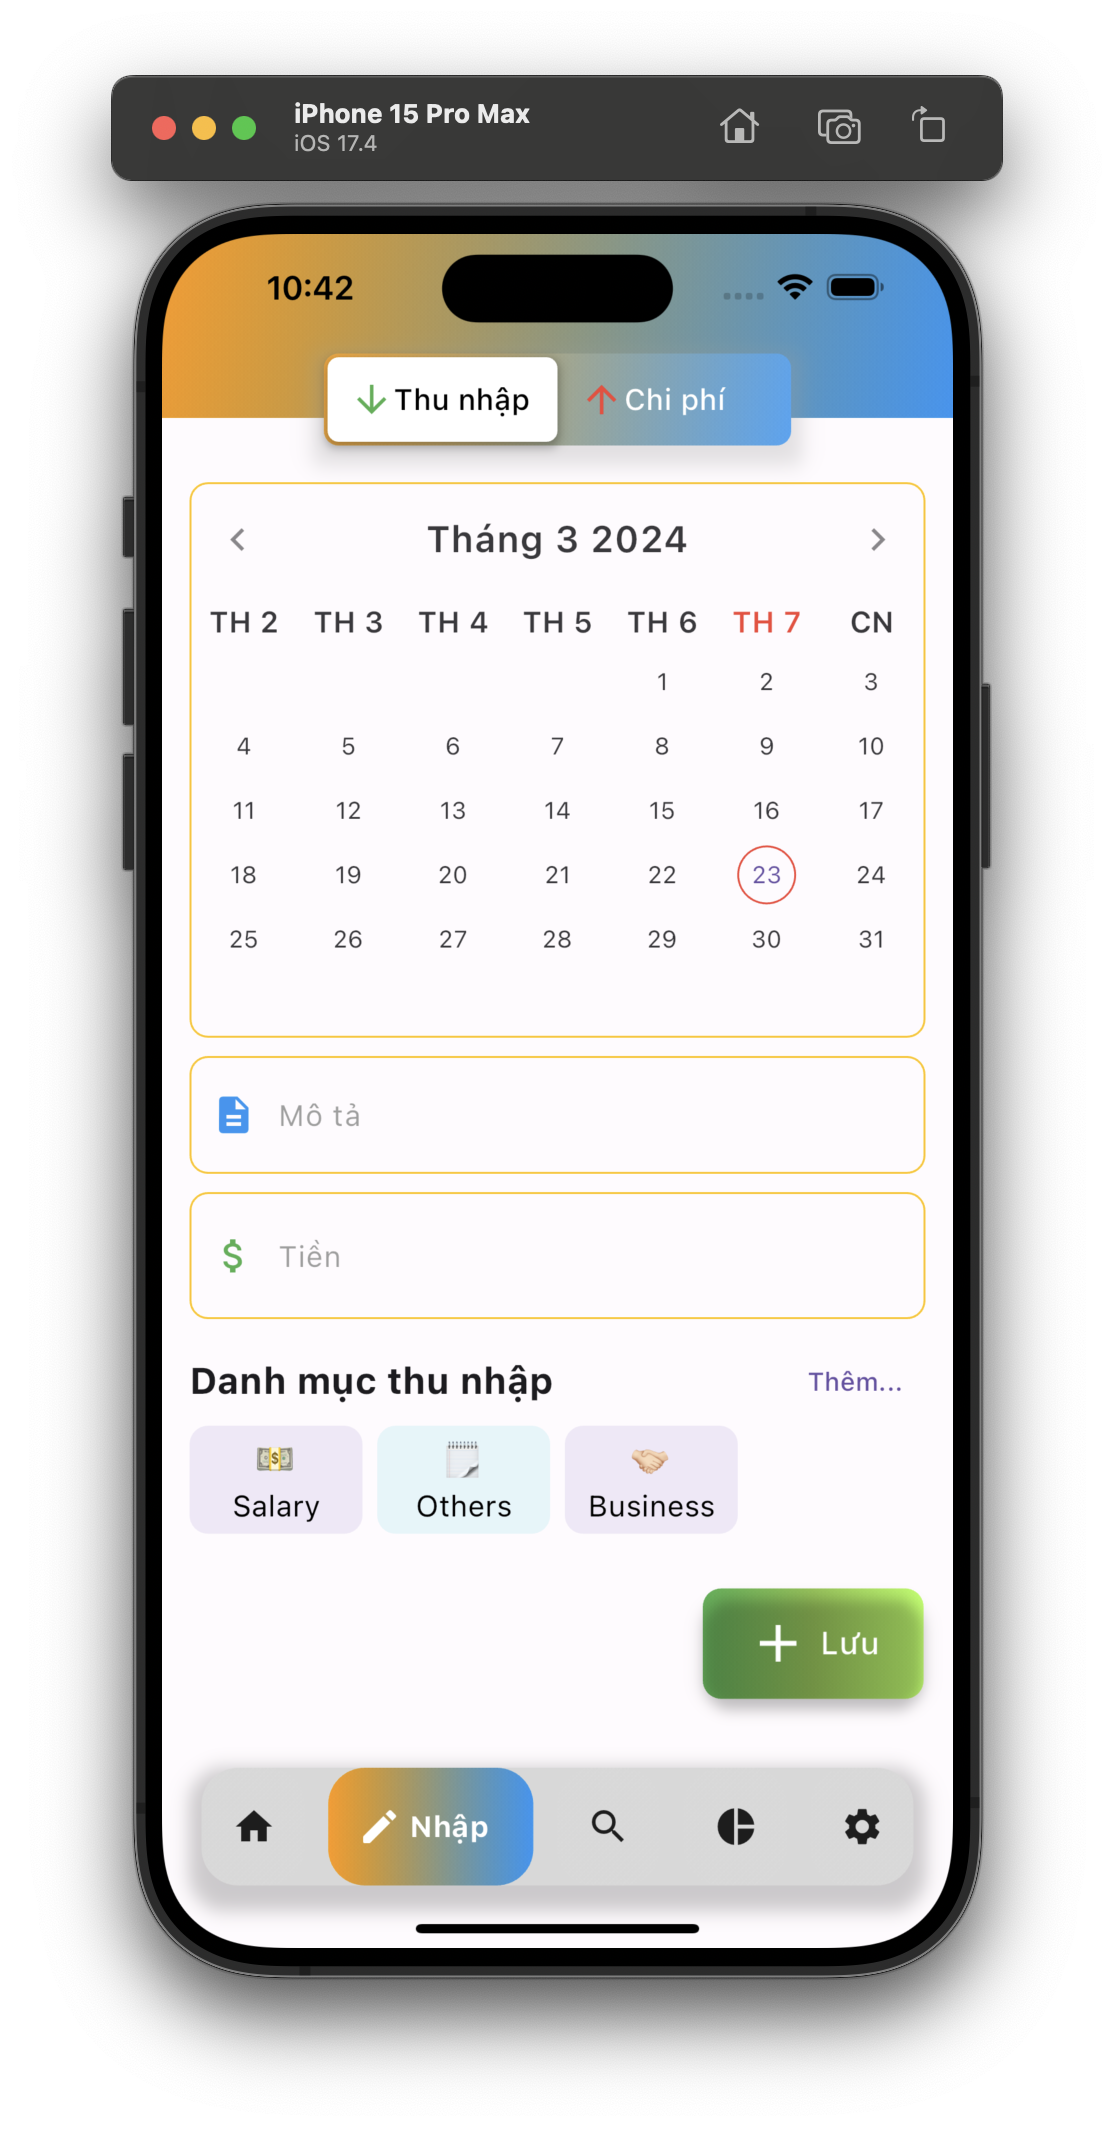 iPhone 15 Pro Max
iOS 17.4
10:42
Thu nhập Chi phí
Tháng 3 2024
TH 2 TH 3 TH 4 TH 5 TH 6 TH 7 CN
1 2 3
4 5 6 7 8 9 10
11 12 13 14 15 16 17
18 19 20 21 22 23 24
25 26 27 28 29 30 31
Mô tả
$ Tiền
Danh mục thu nhập Thêm...
Salary Others Business
+ Lưu
Nhập